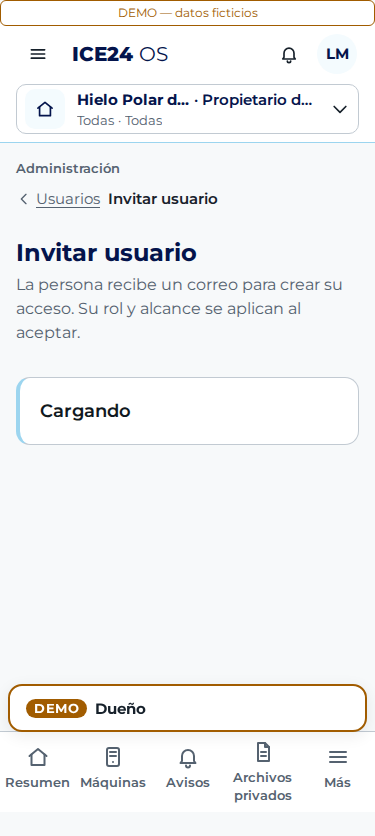 DEMO — datos ficticios
ICE24 OS
LM
Hielo Polar d... · Propietario d...
Todas · Todas
Administración
Usuarios Invitar usuario
Invitar usuario
La persona recibe un correo para crear su
acceso. Su rol y alcance se aplican al
aceptar.
Cargando
DEMO Dueño
Resumen Máquinas Avisos Archivos privados Más